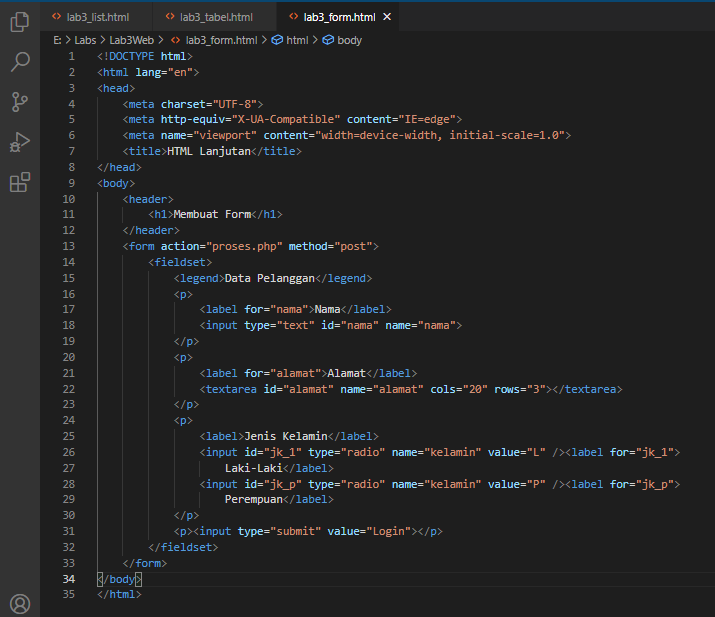 lab3_list.html lab3_tabel.html lab3_form.html
E: > Labs > Lab3Web > lab3_form.html > html > body
1 <!DOCTYPE html>
2 <html lang="en">
3 <head>
4 <meta charset="UTF-8">
5 <meta http-equiv="X-UA-Compatible" content="IE=edge">
6 <meta name="viewport" content="width=device-width, initial-scale=1.0">
7 <title>HTML Lanjutan</title>
8 </head>
9 <body>
10 <header>
11 <h1>Membuat Form</h1>
12 </header>
13 <form action="proses.php" method="post">
14 <fieldset>
15 <legend>Data Pelanggan</legend>
16 <p>
17 <label for="nama">Nama</label>
18 <input type="text" id="nama" name="nama">
19 </p>
20 <p>
21 <label for="alamat">Alamat</label>
22 <textarea id="alamat" name="alamat" cols="20" rows="3"></textarea>
23 </p>
24 <p>
25 <label>Jenis Kelamin</label>
26 <input id="jk_1" type="radio" name="kelamin" value="L" /><label for="jk_1">
27 Laki-Laki</label>
28 <input id="jk_p" type="radio" name="kelamin" value="P" /><label for="jk_p">
29 Perempuan</label>
30 </p>
31 <p><input type="submit" value="Login"></p>
32 </fieldset>
33 </form>
34 </body>
35 </html>